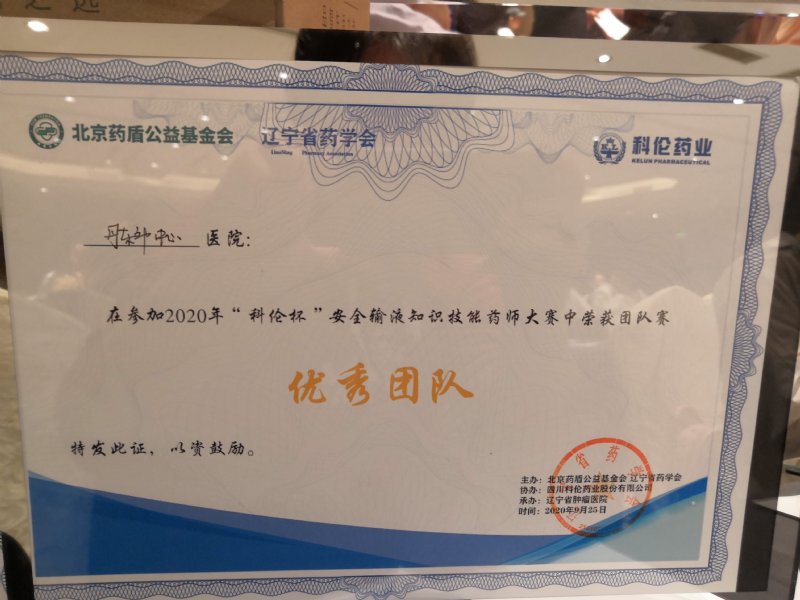 北京药盾公益基金会
辽宁省药学会
LiaoNing Pharmacy Association
科伦药业
KELUN PHARMACEUTICAL
丹东市中心 医院:
在参加2020年“科伦杯”安全输液知识技能药师大赛中荣获团队赛
优秀团队
特发此证，以资鼓励。
主办：北京药盾公益基金会 辽宁省药学会
协办：四川科伦药业股份有限公司
承办：辽宁省肿瘤医院
时间：2020年9月25日
省药